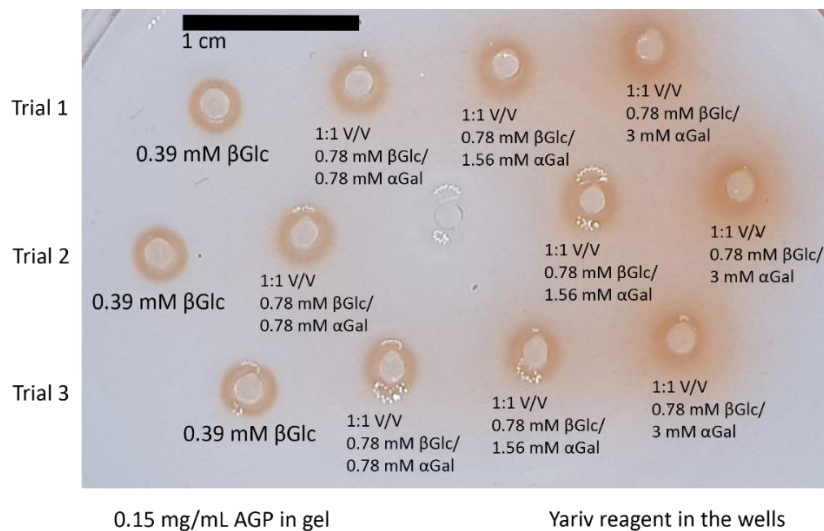 1 cm
Trial 1
0.39 mM βGlc
1:1 V/V
0.78 mM βGlc/
0.78 mM αGal
1:1 V/V
0.78 mM βGlc/
1.56 mM αGal
1:1 V/V
0.78 mM βGlc/
3 mM αGal
Trial 2
0.39 mM βGlc
1:1 V/V
0.78 mM βGlc/
0.78 mM αGal
1:1 V/V
0.78 mM βGlc/
1.56 mM αGal
1:1 V/V
0.78 mM βGlc/
3 mM αGal
Trial 3
0.39 mM βGlc
1:1 V/V
0.78 mM βGlc/
0.78 mM αGal
1:1 V/V
0.78 mM βGlc/
1.56 mM αGal
1:1 V/V
0.78 mM βGlc/
3 mM αGal
0.15 mg/mL AGP in gel
Yariv reagent in the wells